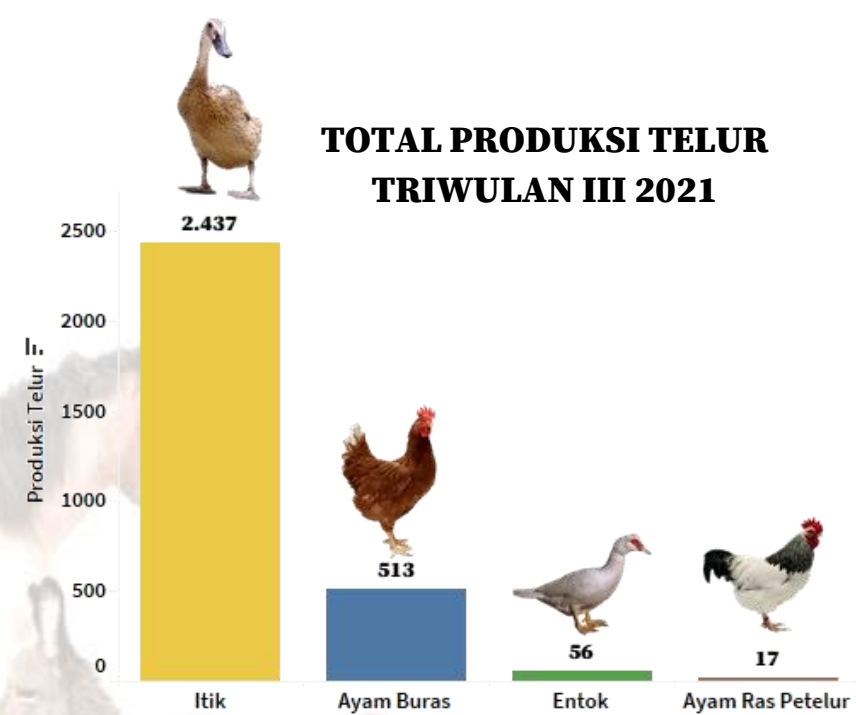 TOTAL PRODUKSI TELUR
TRIWULAN III 2021
2.437
2500
2000
1500
1000
500
0
Produksi Telur
513
56
17
Itik
Ayam Buras
Entok
Ayam Ras Petelur